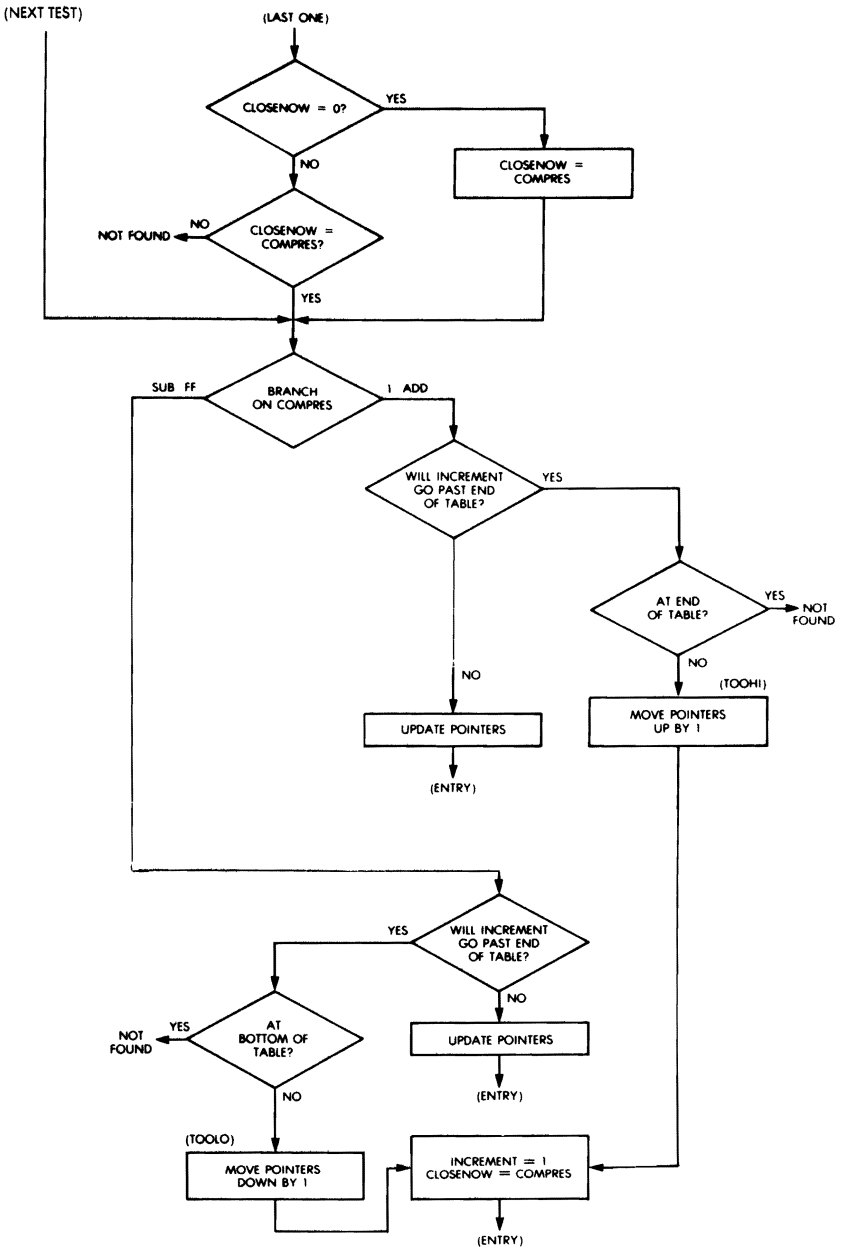 (NEXT TEST)
(LAST ONE)
CLOSENOW = 0?
YES
CLOSENOW =
COMPRES
NO
CLOSENOW =
COMPRES?
NO
NOT FOUND
YES
SUB FF
BRANCH
ON COMPRES
1 ADD
WILL INCREMENT
GO PAST END
OF TABLE?
YES
AT END
OF TABLE?
YES
NOT
FOUND
NO
NO
(TOOHI)
UPDATE POINTERS
MOVE POINTERS
UP BY 1
(ENTRY)
YES
WILL INCREMENT
GO PAST END
OF TABLE?
NO
AT
BOTTOM OF
TABLE?
YES
NOT
FOUND
UPDATE POINTERS
NO
(ENTRY)
(TOOLO)
MOVE POINTERS
DOWN BY 1
INCREMENT = 1
CLOSENOW = COMPRES
(ENTRY)